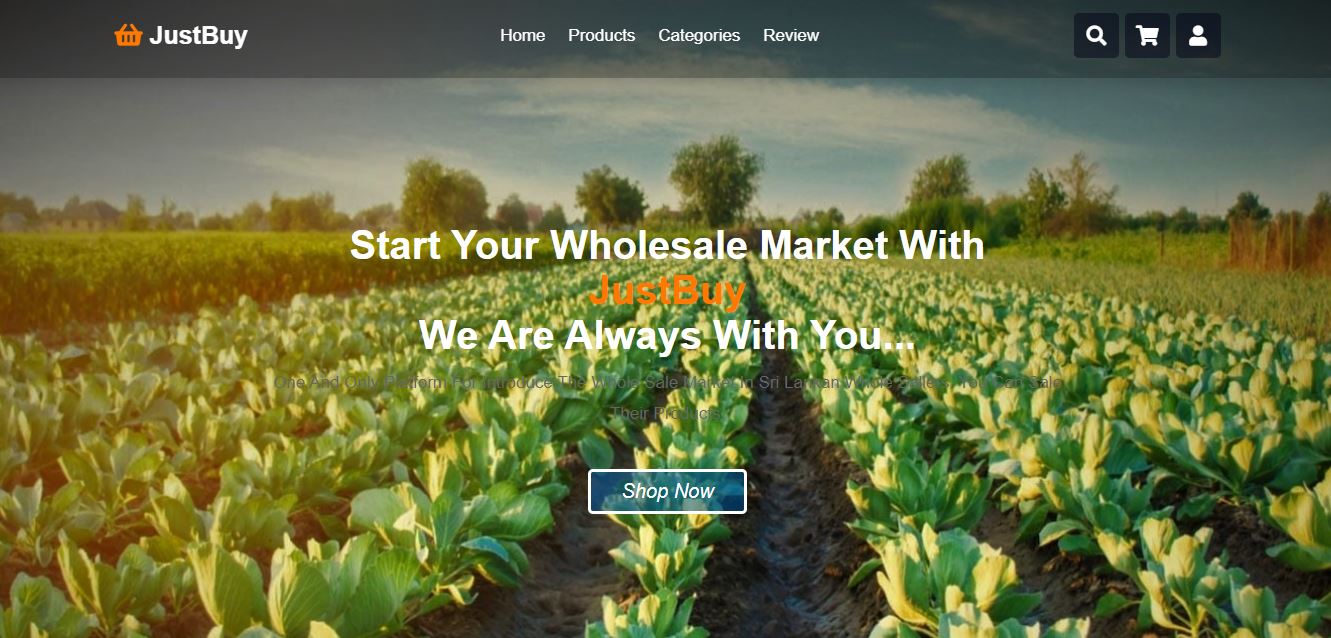 JustBuy
Home Products Categories Review
Start Your Wholesale Market With
JustBuy
We Are Always With You...
One And Only Platform For Introduce The Whole Sale Market In Sri Lankan Whole Sallers. You Can Sale
Their Products.
Shop Now